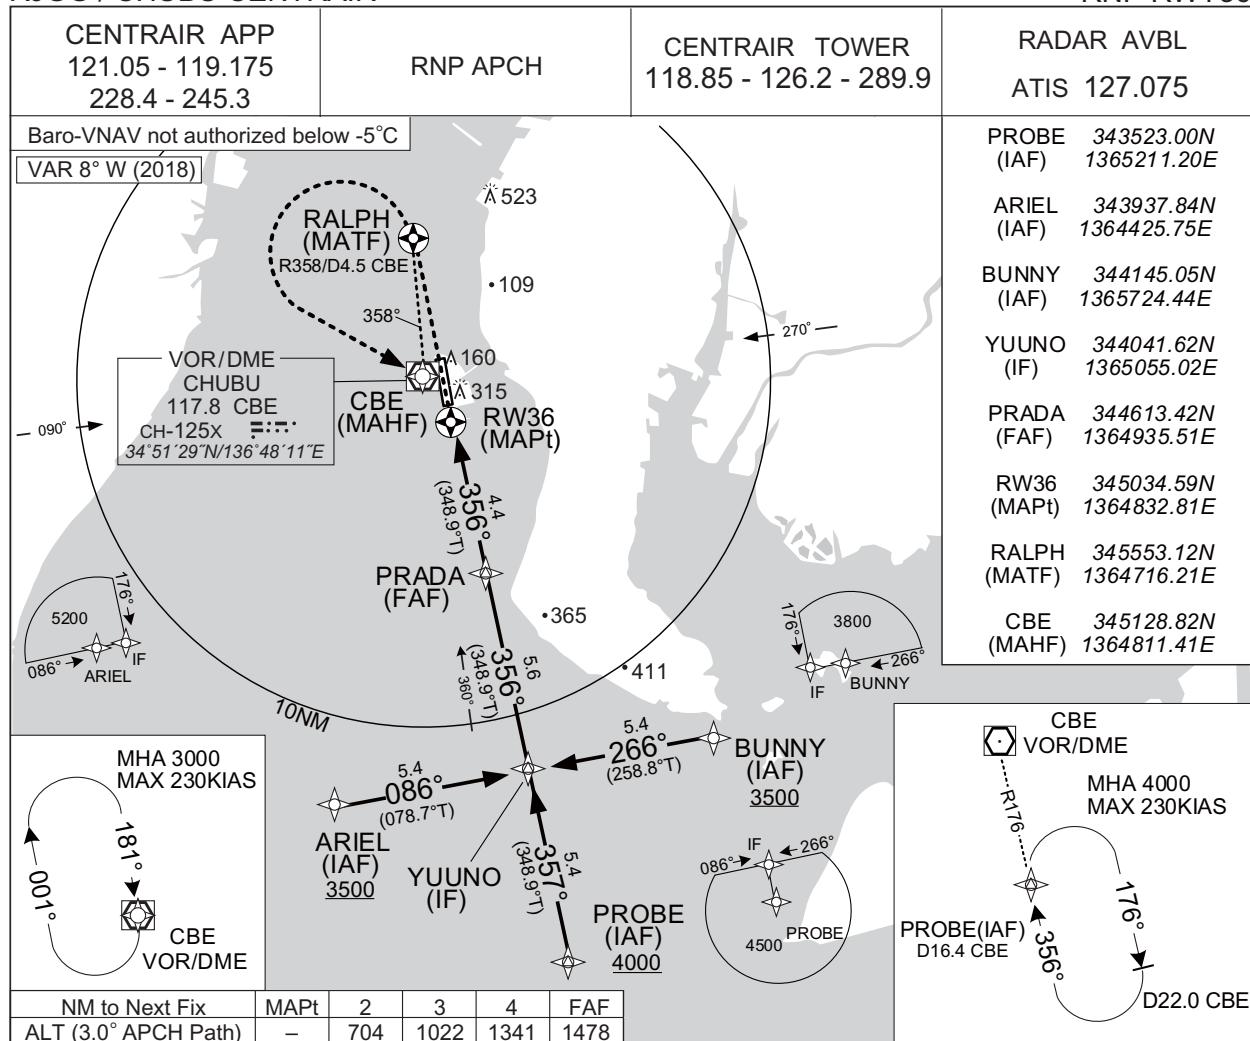 CENTRAIR APP
121.05 - 119.175
228.4 - 245.3
RNP APCH
CENTRAIR TOWER
118.85 - 126.2 - 289.9
RADAR AVBL
ATIS 127.075
Baro-VNAV not authorized below -5°C
VAR 8° W (2018)
PROBE 343523.00N
(IAF) 1365211.20E
ARIEL 343937.84N
(IAF) 1364425.75E
BUNNY 344145.05N
(IAF) 1365724.44E
YUUNO 344041.62N
(IF) 1365055.02E
PRADA 344613.42N
(FAF) 1364935.51E
RW36 345034.59N
(MAPt) 1364832.81E
RALPH 345553.12N
(MATF) 1364716.21E
CBE 345128.82N
(MAHF) 1364811.41E
523
RALPH
(MATF)
R358/D4.5 CBE
109
358°
270°
VOR/DME
CHUBU
117.8 CBE
CH-125X
34°51´29˝N/136°48´11˝E
160
315
CBE
(MAHF)
RW36
(MAPt)
090°
4.4
356°
(348.9°T)
PRADA
(FAF)
365
411
5200
176°
086°
IF
ARIEL
3800
176°
266°
IF
BUNNY
5.6
356°
(348.9°T)
360°
10NM
5.4
266°
(258.8°T)
BUNNY
(IAF)
3500
5.4
086°
(078.7°T)
ARIEL
(IAF)
3500
YUUNO
(IF)
5.4
357°
(348.9°T)
PROBE
(IAF)
4000
IF
086°
266°
4500
PROBE
MHA 3000
MAX 230KIAS
181°
001°
CBE
VOR/DME
CBE
VOR/DME
MHA 4000
MAX 230KIAS
R176
176°
356°
PROBE(IAF)
D16.4 CBE
D22.0 CBE
NM to Next Fix MAPt 2 3 4 FAF
ALT (3.0° APCH Path) – 704 1022 1341 1478